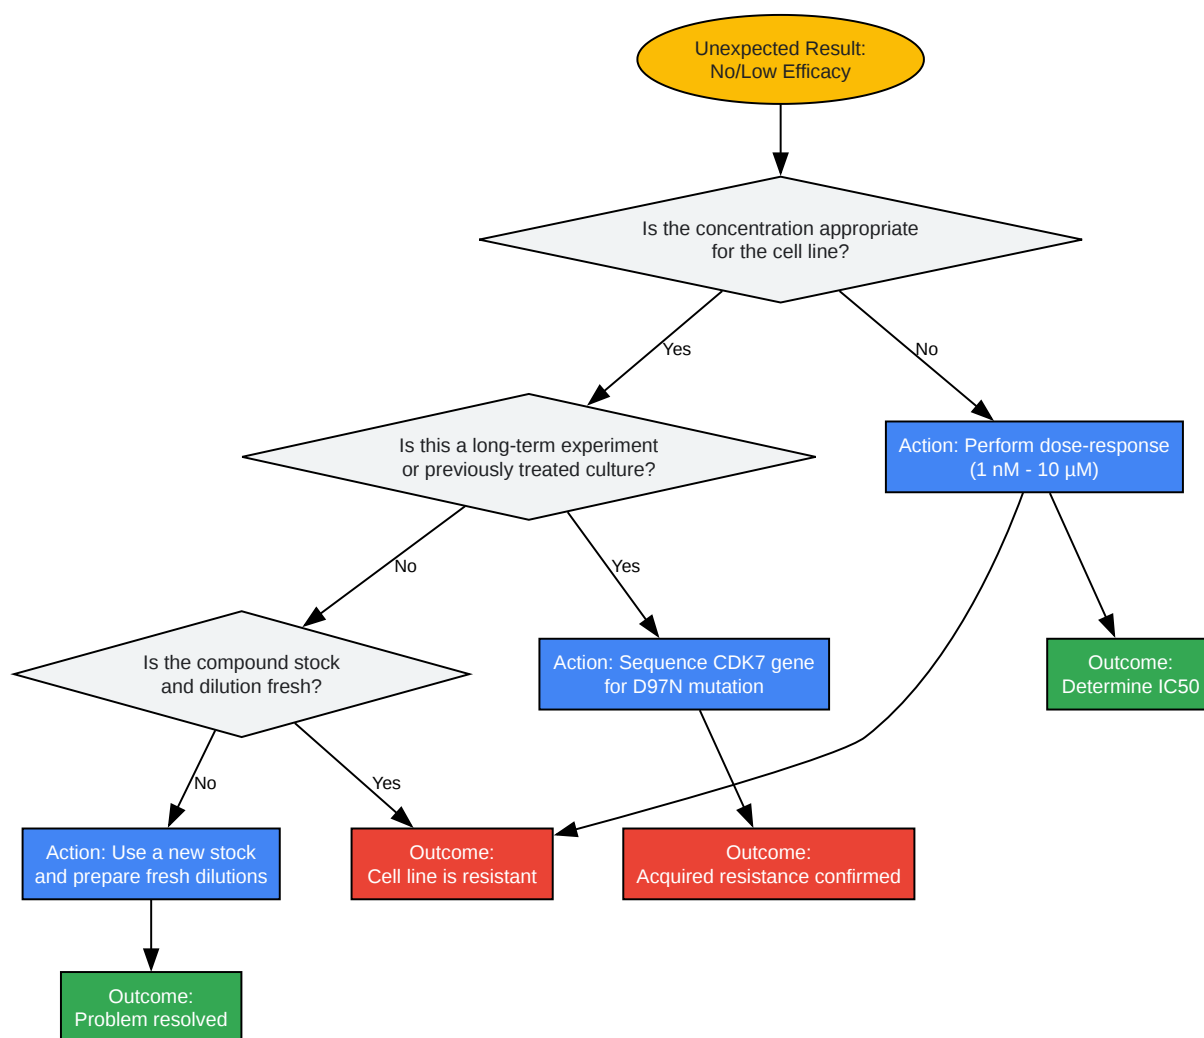 Unexpected Result:
No/Low Efficacy
Is the concentration appropriate
for the cell line?
Yes
No
Is this a long-term experiment
or previously treated culture?
Action: Perform dose-response
(1 nM - 10 µM)
No
Yes
Is the compound stock
and dilution fresh?
Action: Sequence CDK7 gene
for D97N mutation
Outcome:
Determine IC50
No
Yes
Action: Use a new stock
and prepare fresh dilutions
Outcome:
Cell line is resistant
Outcome:
Acquired resistance confirmed
Outcome:
Problem resolved